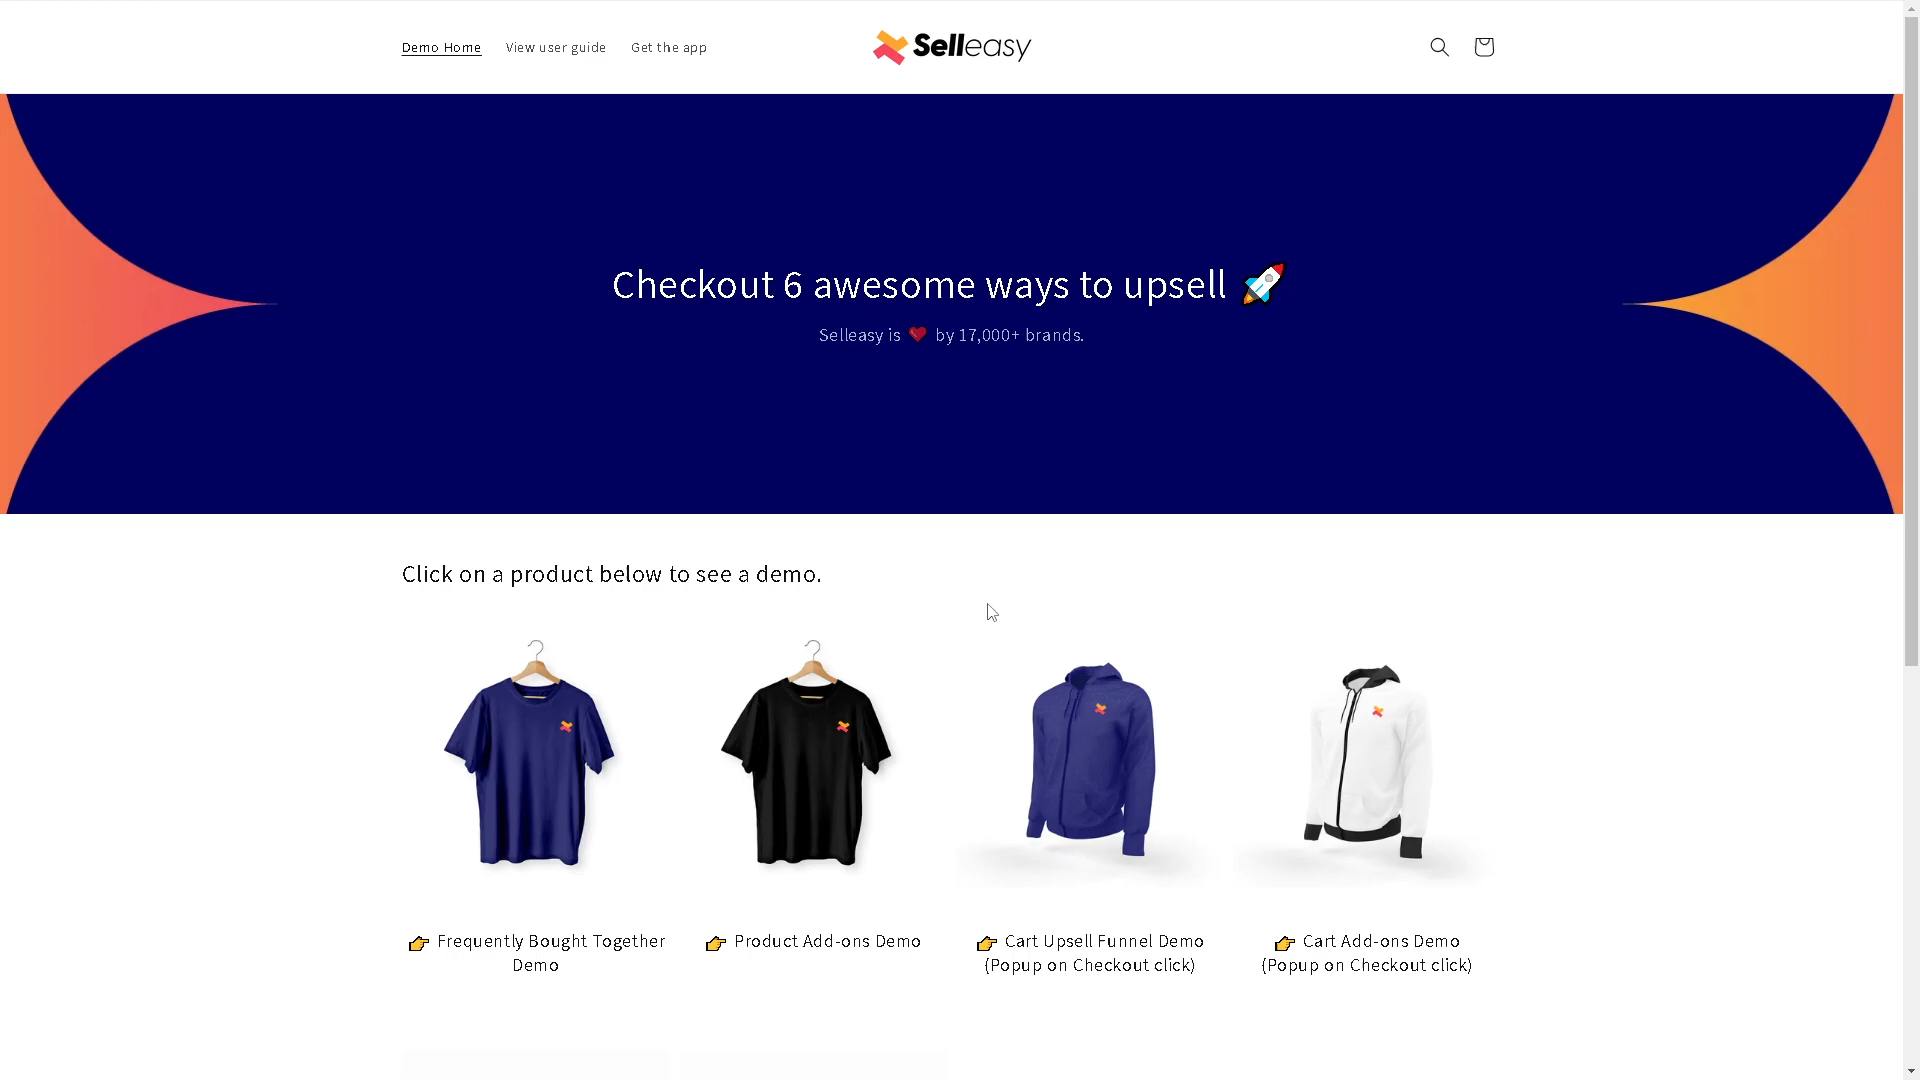 Demo Home
View user guide
Get the app
Selleasy
Checkout 6 awesome ways to upsell 🚀
Selleasy is ❤️ by 17,000+ brands.
Click on a product below to see a demo.
👉 Frequently Bought Together
Demo
👉 Product Add-ons Demo
👉 Cart Upsell Funnel Demo
(Popup on Checkout click)
👉 Cart Add-ons Demo
(Popup on Checkout click)